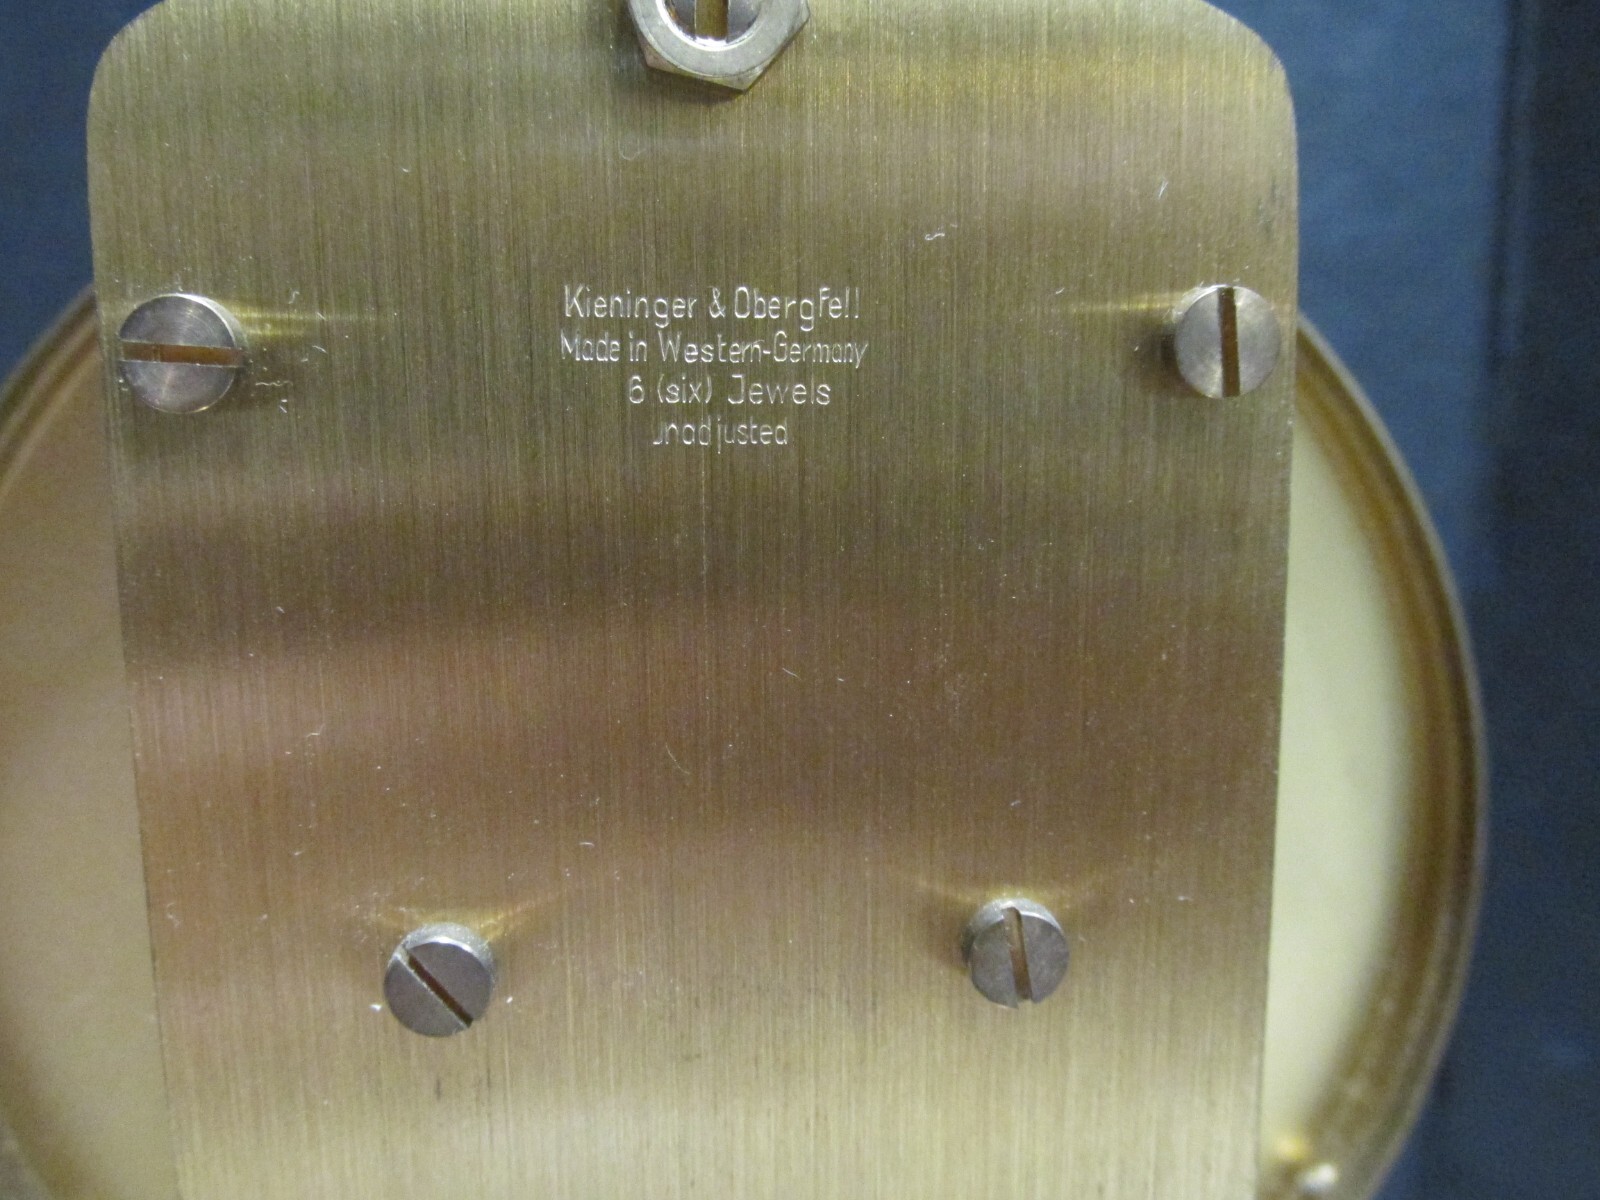 Kieninger & Obergfell
Made in Western-Germany
6 (six) Jewels
unadjusted